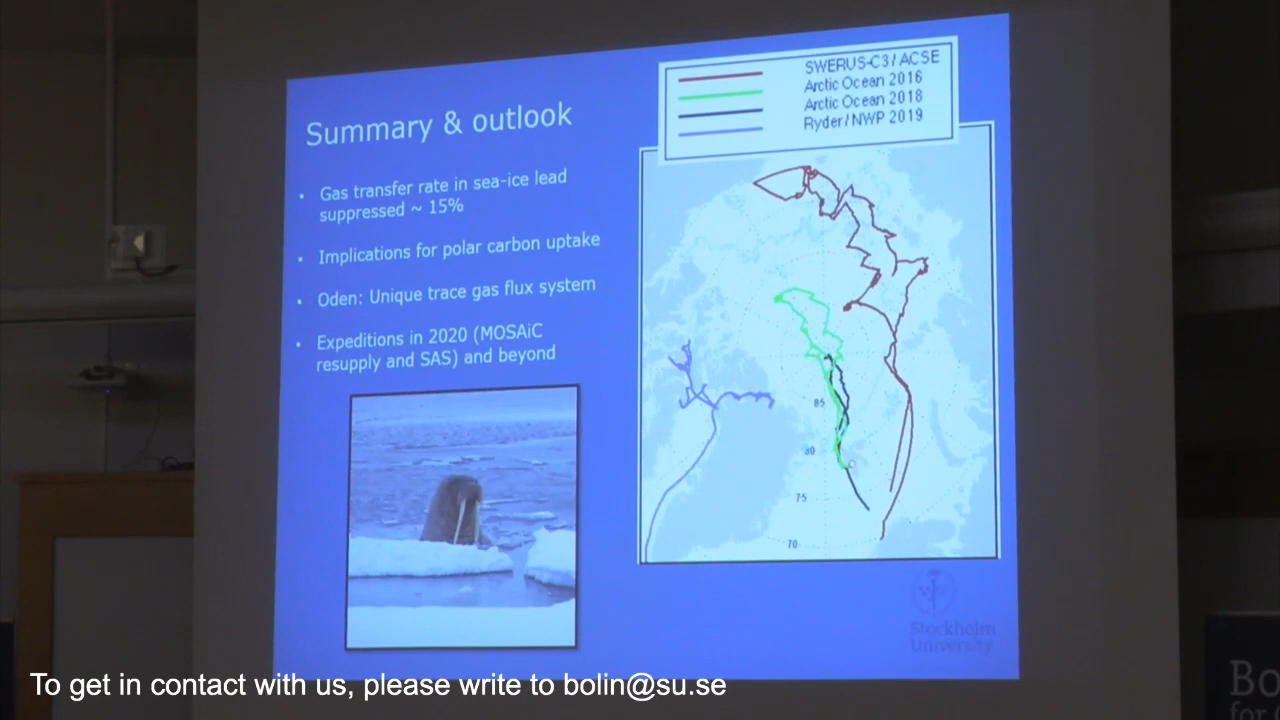 Summary & outlook
• Gas transfer rate in sea-ice lead
suppressed ~ 15%
• Implications for polar carbon uptake
• Oden: Unique trace gas flux system
• Expeditions in 2020 (MOSAiC
resupply and SAS) and beyond
SWERUS-C3 / ACSE
Arctic Ocean 2016
Arctic Ocean 2018
Ryder / NWP 2019
85
80
75
70
Stockholm
University
Bo
for
To get in contact with us, please write to bolin@su.se